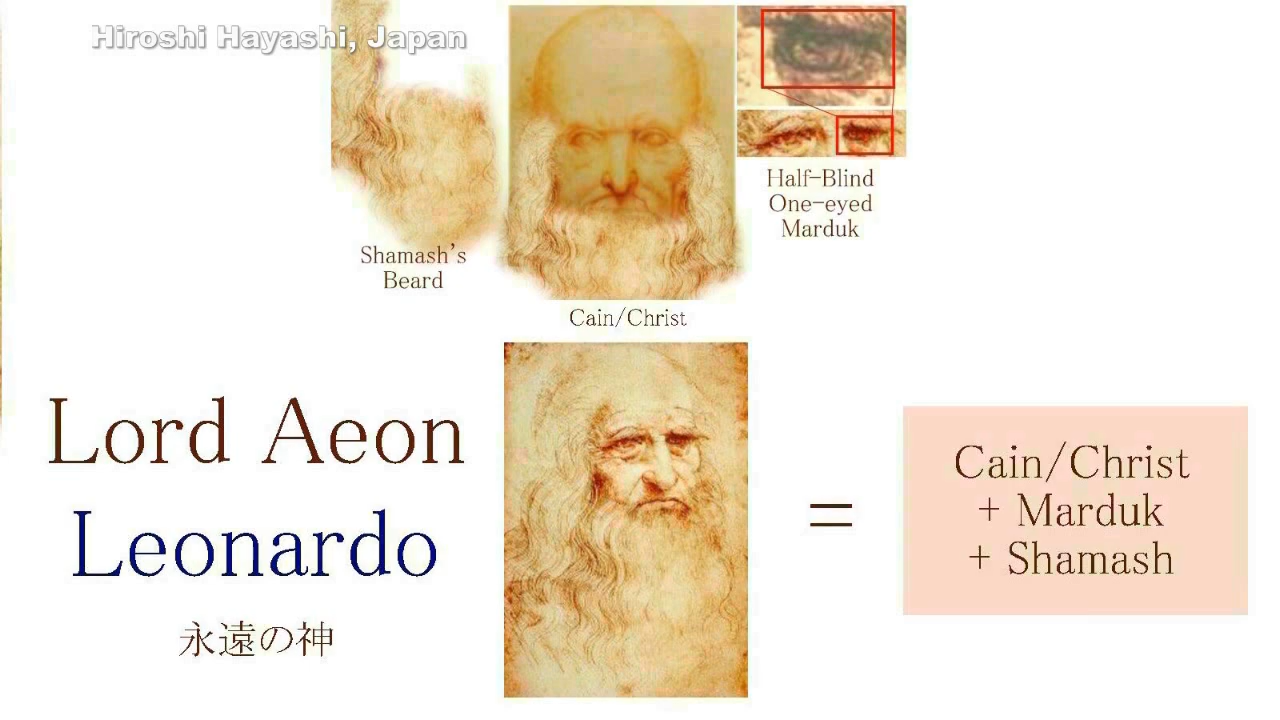 Hiroshi Hayashi, Japan
Shamash's
Beard
Cain/Christ
Half-Blind
One-eyed
Marduk
Lord Aeon
Leonardo
永遠の神
=
Cain/Christ
+ Marduk
+ Shamash